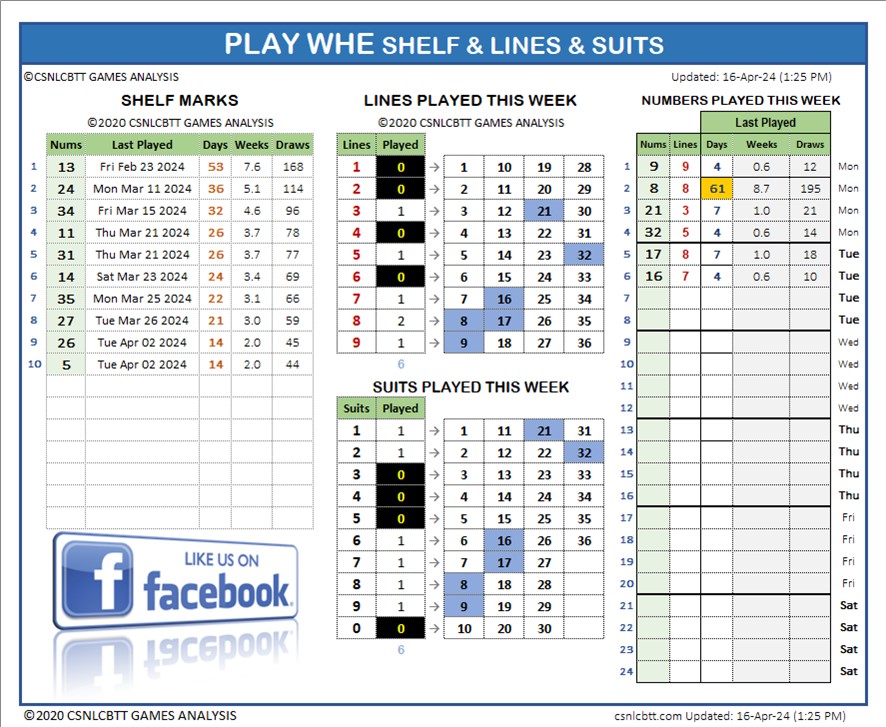 PLAY WHE SHELF & LINES & SUITS
©CSNLCBTT GAMES ANALYSIS
Updated: 16-Apr-24 (1:25 PM)
SHELF MARKS
©2020 CSNLCBTT GAMES ANALYSIS
Nums Last Played Days Weeks Draws
1 13 Fri Feb 23 2024 53 7.6 168
2 24 Mon Mar 11 2024 36 5.1 114
3 34 Fri Mar 15 2024 32 4.6 96
4 11 Thu Mar 21 2024 26 3.7 78
5 31 Thu Mar 21 2024 26 3.7 77
6 14 Sat Mar 23 2024 24 3.4 69
7 35 Mon Mar 25 2024 22 3.1 66
8 27 Tue Mar 26 2024 21 3.0 59
9 26 Tue Apr 02 2024 14 2.0 45
10 5 Tue Apr 02 2024 14 2.0 44
LIKE US ON
f facebook.
LINES PLAYED THIS WEEK
©2020 CSNLCBTT GAMES ANALYSIS
Lines Played
1 0 → 1 10 19 28
2 0 → 2 11 20 29
3 1 → 3 12 21 30
4 0 → 4 13 22 31
5 1 → 5 14 23 32
6 0 → 6 15 24 33
7 1 → 7 16 25 34
8 2 → 8 17 26 35
9 1 → 9 18 27 36
6
SUITS PLAYED THIS WEEK
Suits Played
1 1 → 1 11 21 31
2 1 → 2 12 22 32
3 0 → 3 13 23 33
4 0 → 4 14 24 34
5 0 → 5 15 25 35
6 1 → 6 16 26 36
7 1 → 7 17 27
8 1 → 8 18 28
9 1 → 9 19 29
0 0 → 10 20 30
6
NUMBERS PLAYED THIS WEEK
Last Played
Nums Lines Days Weeks Draws
1 9 9 4 0.6 12 Mon
2 8 8 61 8.7 195 Mon
3 21 3 7 1.0 21 Mon
4 32 5 4 0.6 14 Mon
5 17 8 7 1.0 18 Tue
6 16 7 4 0.6 10 Tue
7 Tue
8 Tue
9 Wed
10 Wed
11 Wed
12 Wed
13 Thu
14 Thu
15 Thu
16 Thu
17 Fri
18 Fri
19 Fri
20 Fri
21 Sat
22 Sat
23 Sat
24 Sat
©2020 CSNLCBTT GAMES ANALYSIS
csnlcbtt.com Updated: 16-Apr-24 (1:25 PM)